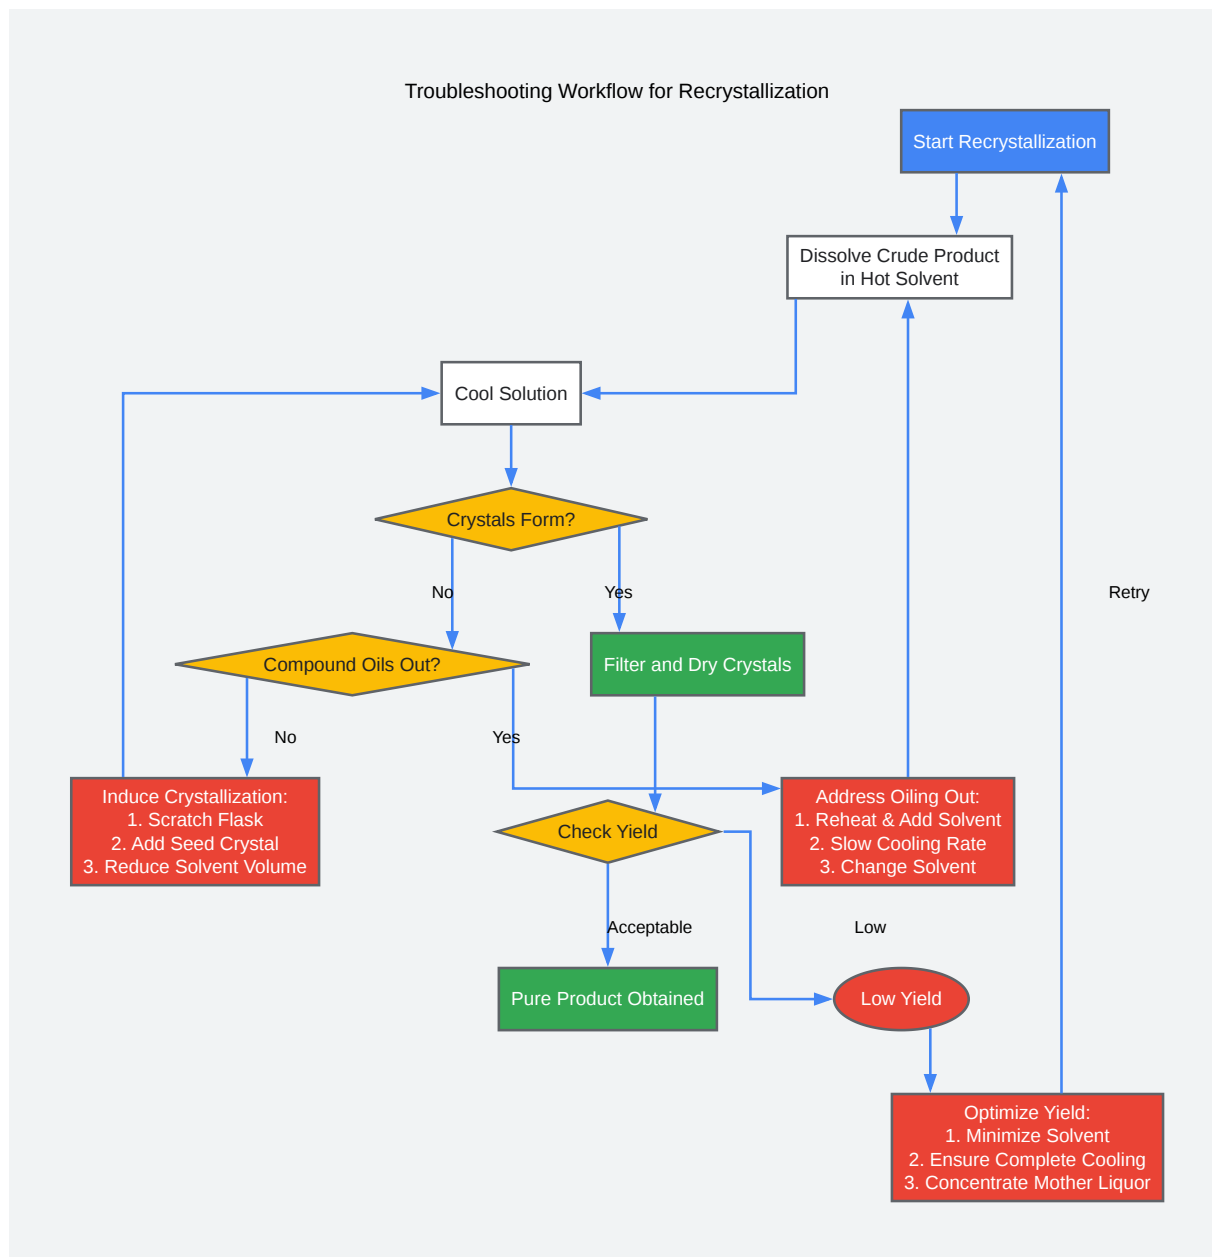 Troubleshooting Workflow for Recrystallization
Start Recrystallization
Dissolve Crude Product
in Hot Solvent
Cool Solution
Crystals Form?
No
Yes
Retry
Compound Oils Out?
Filter and Dry Crystals
No
Yes
Induce Crystallization:
1. Scratch Flask
2. Add Seed Crystal
3. Reduce Solvent Volume
Check Yield
Address Oiling Out:
1. Reheat & Add Solvent
2. Slow Cooling Rate
3. Change Solvent
Acceptable
Low
Pure Product Obtained
Low Yield
Optimize Yield:
1. Minimize Solvent
2. Ensure Complete Cooling
3. Concentrate Mother Liquor